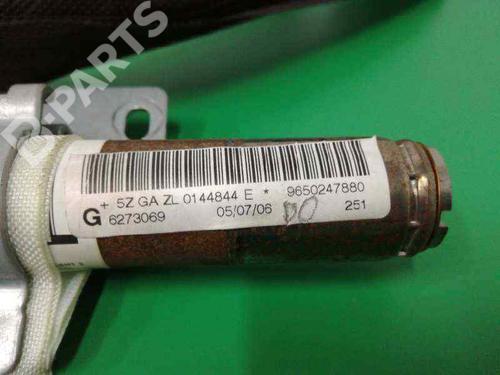 B-PARTS
+ 5Z GA ZL 0144844 E * 9650247880
G 6273069 05/07/06 DO 251